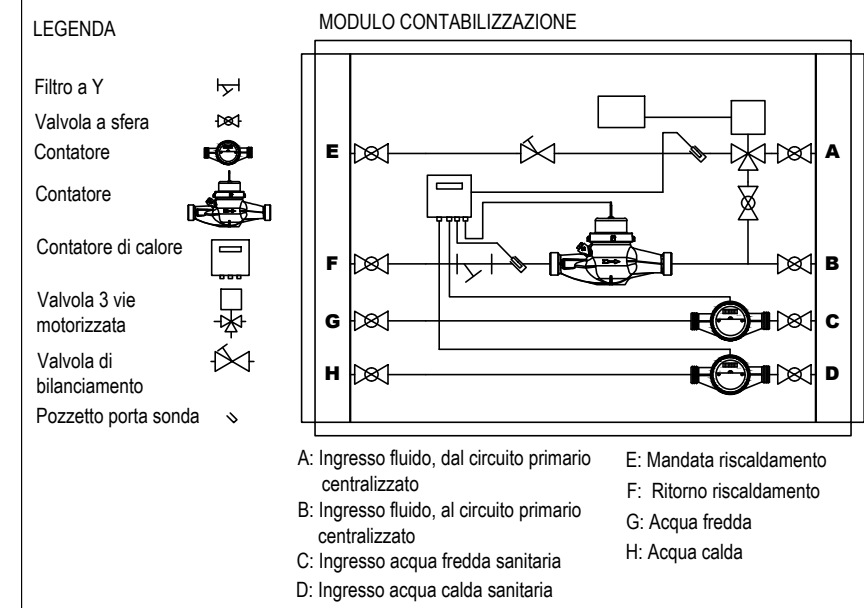 LEGENDA
Filtro a Y
Valvola a sfera
Contatore
Contatore
Contatore di calore
Valvola 3 vie
motorizzata
Valvola di
bilanciamento
Pozzetto porta sonda
MODULO CONTABILIZZAZIONE
E
A
F
B
G
C
H
D
A: Ingresso fluido, dal circuito primario
centralizzato
B: Ingresso fluido, al circuito primario
centralizzato
C: Ingresso acqua fredda sanitaria
D: Ingresso acqua calda sanitaria
E: Mandata riscaldamento
F: Ritorno riscaldamento
G: Acqua fredda
H: Acqua calda